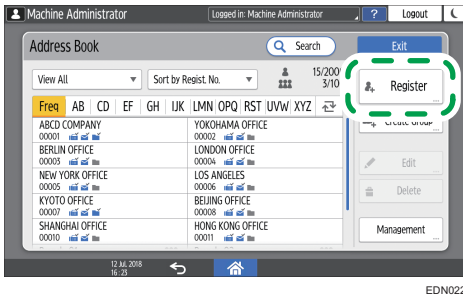 Machine Administrator Logged in: Machine Administrator ? Logout
Address Book Search Exit
View All Sort by Regist. No. 15/2000
3/10
Register
Freq AB CD EF GH IJK LMN OPQ RST UVW XYZ
Create Group
ABCD COMPANY YOKOHAMA OFFICE
00001 00002
BERLIN OFFICE LONDON OFFICE
00003 00004
Edit
NEW YORK OFFICE LOS ANGELES
00005 00006
Delete
KYOTO OFFICE BEIJING OFFICE
00007 00008
SHANGHAI OFFICE HONG KONG OFFICE
00010 00011
Management
12 Jul. 2018
16:23
EDN022